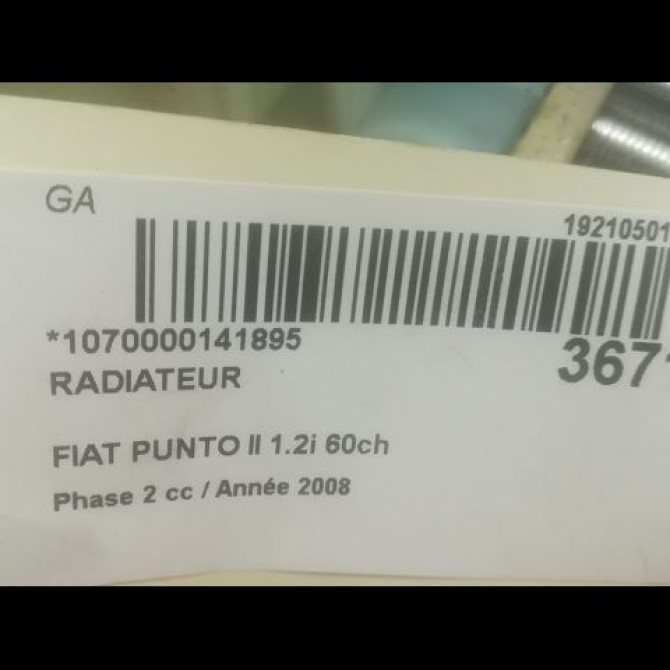 GA
19210501
*1070000141895
367
RADIATEUR
FIAT PUNTO II 1.2i 60ch
Phase 2 cc / Année 2008